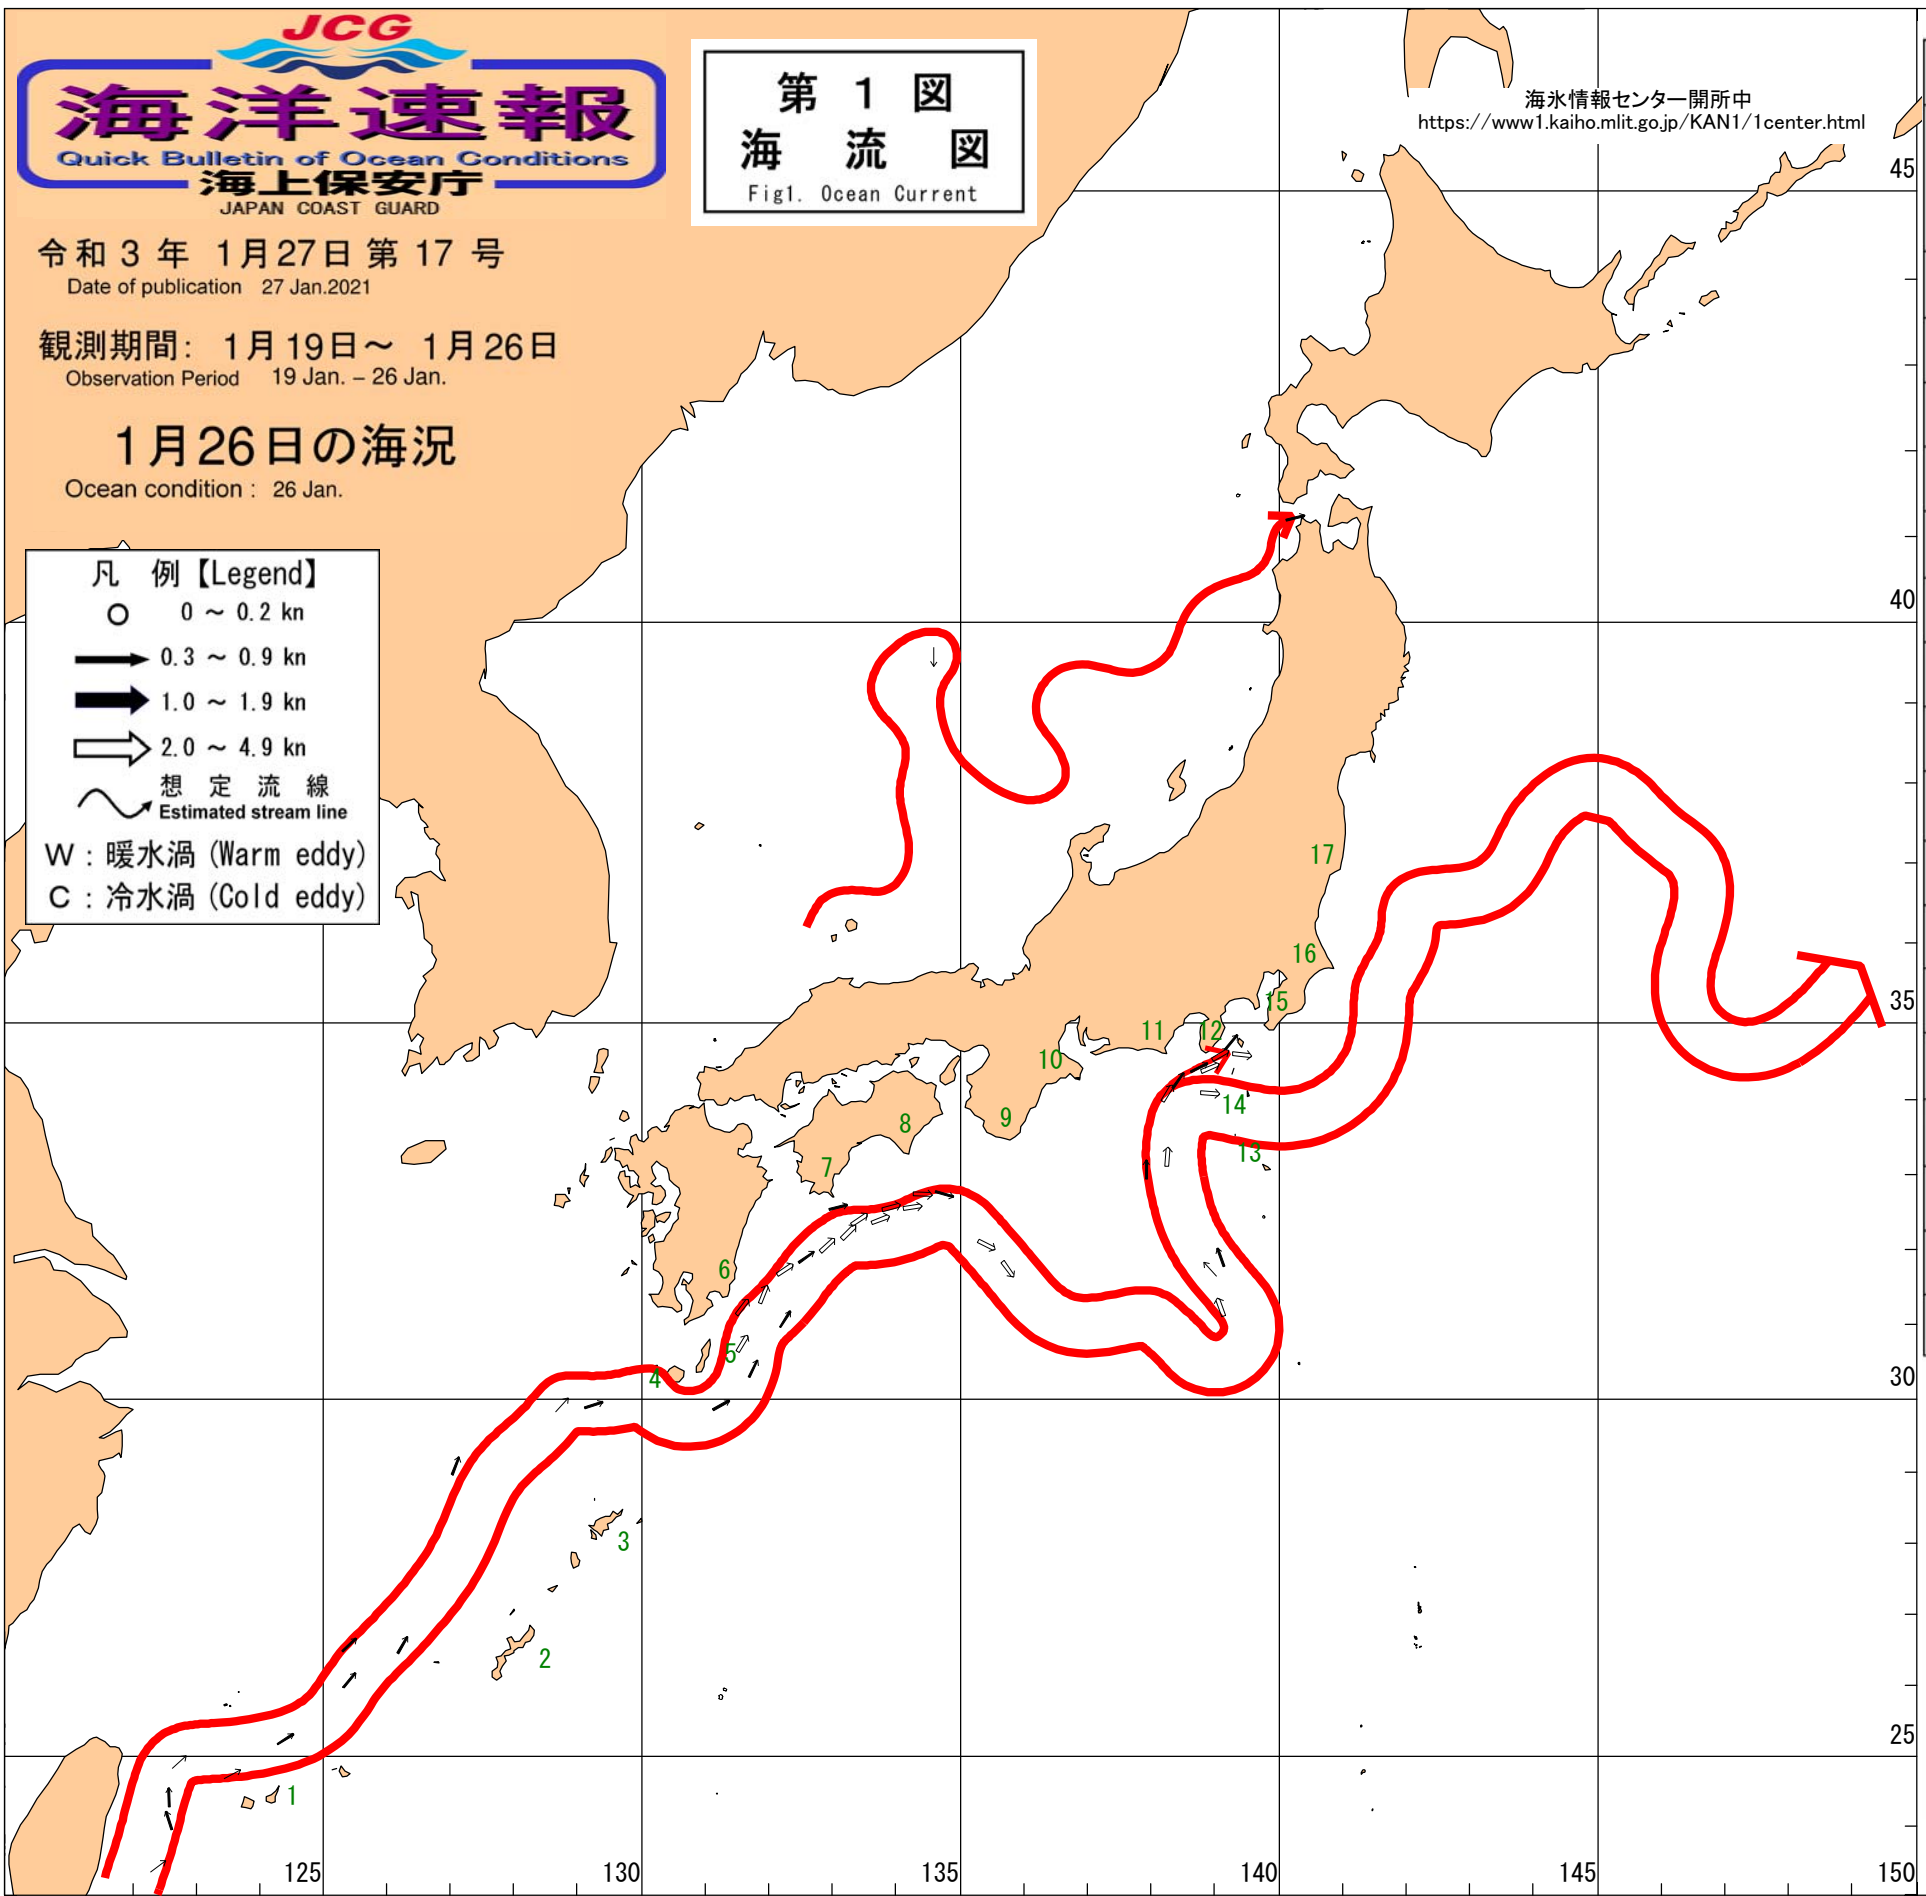 JCG
海洋速報
Quick Bulletin of Ocean Conditions
海上保安庁
JAPAN COAST GUARD
第 1 図
海 流 図
Fig1. Ocean Current
海氷情報センター開所中
https://www1.kaiho.mlit.go.jp/KAN1/1center.html
令和 3 年 1月27日 第 17 号
Date of publication 27 Jan.2021
観測期間: 1月19日～ 1月26日
Observation Period 19 Jan. – 26 Jan.
1月26日の海況
Ocean condition : 26 Jan.
凡 例【Legend】
0 ～ 0.2 kn
0.3 ～ 0.9 kn
1.0 ～ 1.9 kn
2.0 ～ 4.9 kn
想 定 流 線
Estimated stream line
W : 暖水渦 (Warm eddy)
C : 冷水渦 (Cold eddy)
45
40
17
16
35
15
12
11
10
14
9
8
13
7
6
5
4
30
3
2
25
1
125
130
135
140
145
150